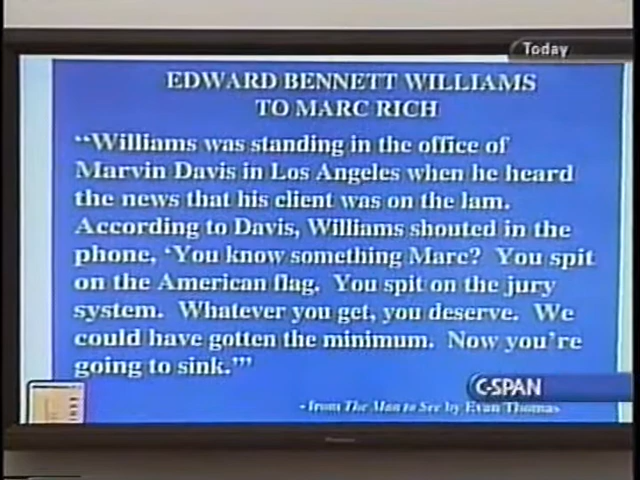 Today
EDWARD BENNETT WILLIAMS
TO MARC RICH
“Williams was standing in the office of
Marvin Davis in Los Angeles when he heard
the news that his client was on the lam.
According to Davis, Williams shouted in the
phone, ‘You know something Marc?  You spit
on the American flag.  You spit on the jury
system.  Whatever you get, you deserve.  We
could have gotten the minimum.  Now you’re
going to sink.’”
C-SPAN
- from The Man to See by Evan Thomas